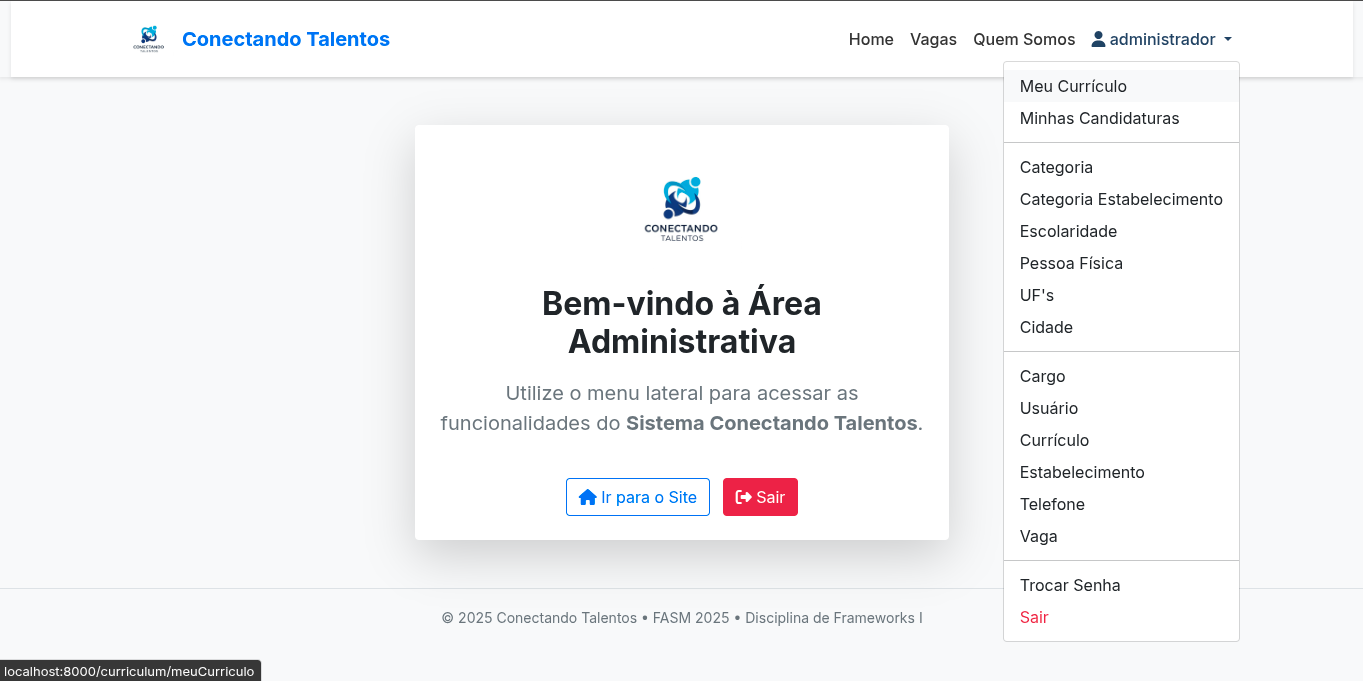 CONECTANDO
TALENTOS
Conectando Talentos
Home
Vagas
Quem Somos
administrador
Meu Currículo
Minhas Candidaturas
Categoria
Categoria Estabelecimento
Escolaridade
Pessoa Física
UF's
Cidade
Cargo
Usuário
Currículo
Estabelecimento
Telefone
Vaga
Trocar Senha
Sair
CONECTANDO
TALENTOS
Bem-vindo à Área
Administrativa
Utilize o menu lateral para acessar as
funcionalidades do Sistema Conectando Talentos.
Ir para o Site
Sair
© 2025 Conectando Talentos • FASM 2025 • Disciplina de Frameworks I
localhost:8000/curriculum/meuCurriculo